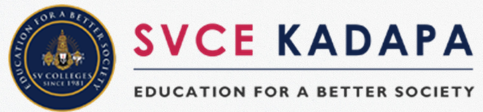 EDUCATION FOR A BETTER SOCIETY
SV COLLEGES
SINCE 1981
SVCE KADAPA
EDUCATION FOR A BETTER SOCIETY